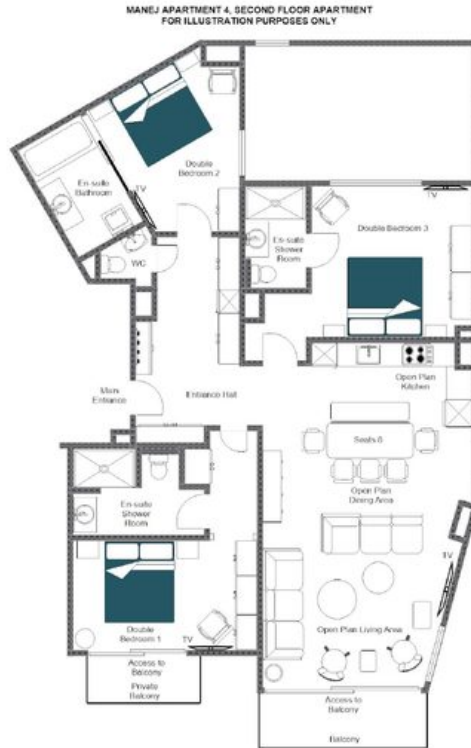 MANEJ APARTMENT 4, SECOND FLOOR APARTMENT
FOR ILLUSTRATION PURPOSES ONLY
Double
Bedroom 2
En-suite
Bathroom
TV
TV
WC
En-suite
Shower
Room
Double Bedroom 3
Main
Entrance
Entrance Hall
Open Plan
Kitchen
Seats 8
Open Plan
Dining Area
En-suite
Shower
Room
TV
Double
Bedroom 1
TV
Open Plan Living Area
Access to
Balcony
Private
Balcony
Access to
Balcony
Balcony